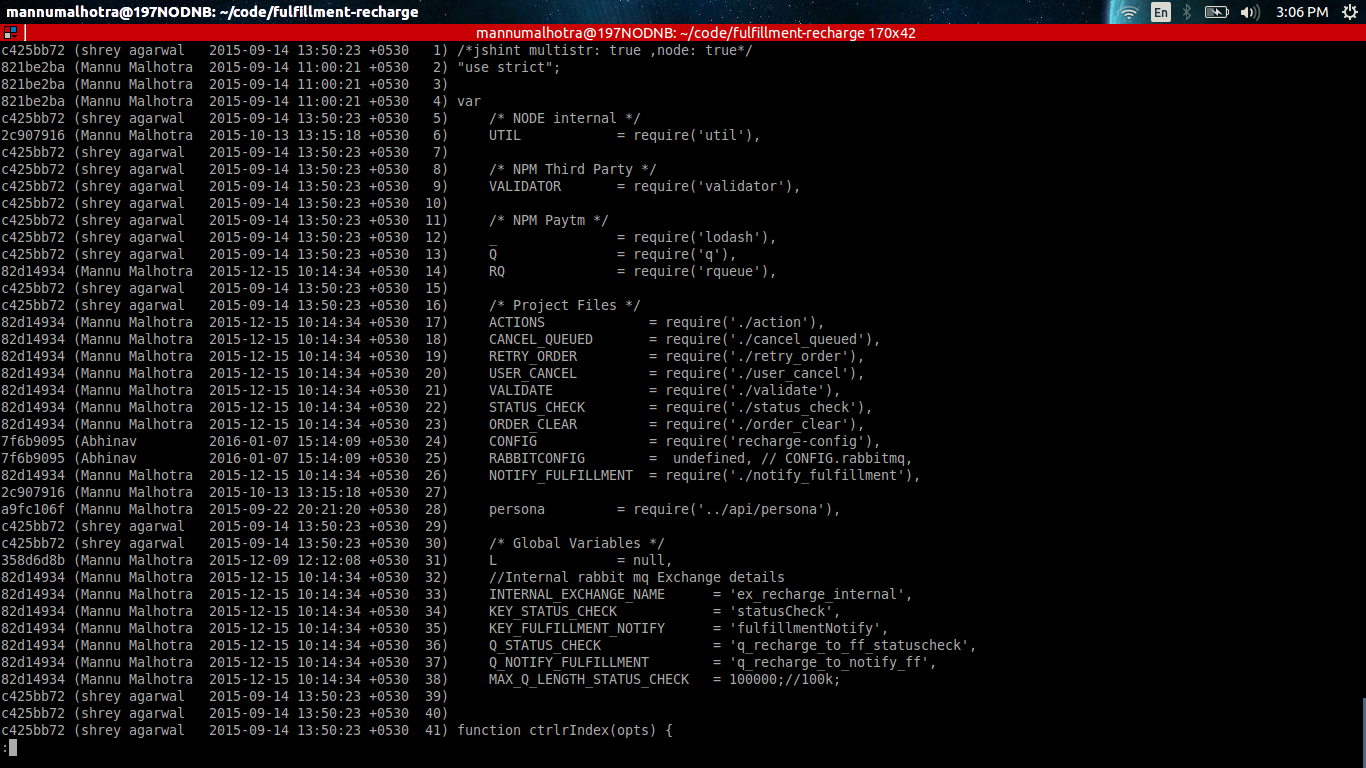 mannumalhotra@197NODNB: ~/code/fulfillment-recharge
En
3:06 PM
mannumalhotra@197NODNB: ~/code/fulfillment-recharge 170x42
c425bb72 (shrey agarwal   2015-09-14 13:50:23 +0530   1) /*jshint multistr: true ,node: true*/
821be2ba (Mannu Malhotra  2015-09-14 11:00:21 +0530   2) "use strict";
821be2ba (Mannu Malhotra  2015-09-14 11:00:21 +0530   3)
821be2ba (Mannu Malhotra  2015-09-14 11:00:21 +0530   4) var
c425bb72 (shrey agarwal   2015-09-14 13:50:23 +0530   5)     /* NODE internal */
2c907916 (Mannu Malhotra  2015-10-13 13:15:18 +0530   6)     UTIL            = require('util'),
c425bb72 (shrey agarwal   2015-09-14 13:50:23 +0530   7)
c425bb72 (shrey agarwal   2015-09-14 13:50:23 +0530   8)     /* NPM Third Party */
c425bb72 (shrey agarwal   2015-09-14 13:50:23 +0530   9)     VALIDATOR       = require('validator'),
c425bb72 (shrey agarwal   2015-09-14 13:50:23 +0530  10)
c425bb72 (shrey agarwal   2015-09-14 13:50:23 +0530  11)     /* NPM Paytm */
c425bb72 (shrey agarwal   2015-09-14 13:50:23 +0530  12)     _               = require('lodash'),
c425bb72 (shrey agarwal   2015-09-14 13:50:23 +0530  13)     Q               = require('q'),
82d14934 (Mannu Malhotra  2015-12-15 10:14:34 +0530  14)     RQ              = require('rqueue'),
c425bb72 (shrey agarwal   2015-09-14 13:50:23 +0530  15)
c425bb72 (shrey agarwal   2015-09-14 13:50:23 +0530  16)     /* Project Files */
82d14934 (Mannu Malhotra  2015-12-15 10:14:34 +0530  17)     ACTIONS             = require('./action'),
82d14934 (Mannu Malhotra  2015-12-15 10:14:34 +0530  18)     CANCEL_QUEUED       = require('./cancel_queued'),
82d14934 (Mannu Malhotra  2015-12-15 10:14:34 +0530  19)     RETRY_ORDER         = require('./retry_order'),
82d14934 (Mannu Malhotra  2015-12-15 10:14:34 +0530  20)     USER_CANCEL         = require('./user_cancel'),
82d14934 (Mannu Malhotra  2015-12-15 10:14:34 +0530  21)     VALIDATE            = require('./validate'),
82d14934 (Mannu Malhotra  2015-12-15 10:14:34 +0530  22)     STATUS_CHECK        = require('./status_check'),
82d14934 (Mannu Malhotra  2015-12-15 10:14:34 +0530  23)     ORDER_CLEAR         = require('./order_clear'),
7f6b9095 (Abhinav         2016-01-07 15:14:09 +0530  24)     CONFIG              = require('recharge-config'),
7f6b9095 (Abhinav         2016-01-07 15:14:09 +0530  25)     RABBITCONFIG        =  undefined, // CONFIG.rabbitmq,
82d14934 (Mannu Malhotra  2015-12-15 10:14:34 +0530  26)     NOTIFY_FULFILLMENT  = require('./notify_fulfillment'),
2c907916 (Mannu Malhotra  2015-10-13 13:15:18 +0530  27)
a9fc106f (Mannu Malhotra  2015-09-22 20:21:20 +0530  28)     persona         = require('../api/persona'),
c425bb72 (shrey agarwal   2015-09-14 13:50:23 +0530  29)
c425bb72 (shrey agarwal   2015-09-14 13:50:23 +0530  30)     /* Global Variables */
358d6d8b (Mannu Malhotra  2015-12-09 12:12:08 +0530  31)     L               = null,
82d14934 (Mannu Malhotra  2015-12-15 10:14:34 +0530  32)     //Internal rabbit mq Exchange details
82d14934 (Mannu Malhotra  2015-12-15 10:14:34 +0530  33)     INTERNAL_EXCHANGE_NAME      = 'ex_recharge_internal',
82d14934 (Mannu Malhotra  2015-12-15 10:14:34 +0530  34)     KEY_STATUS_CHECK            = 'statusCheck',
82d14934 (Mannu Malhotra  2015-12-15 10:14:34 +0530  35)     KEY_FULFILLMENT_NOTIFY      = 'fulfillmentNotify',
82d14934 (Mannu Malhotra  2015-12-15 10:14:34 +0530  36)     Q_STATUS_CHECK              = 'q_recharge_to_ff_statuscheck',
82d14934 (Mannu Malhotra  2015-12-15 10:14:34 +0530  37)     Q_NOTIFY_FULFILLMENT        = 'q_recharge_to_notify_ff',
82d14934 (Mannu Malhotra  2015-12-15 10:14:34 +0530  38)     MAX_Q_LENGTH_STATUS_CHECK   = 100000;//100k;
c425bb72 (shrey agarwal   2015-09-14 13:50:23 +0530  39)
c425bb72 (shrey agarwal   2015-09-14 13:50:23 +0530  40)
c425bb72 (shrey agarwal   2015-09-14 13:50:23 +0530  41) function ctrlrIndex(opts) {
: